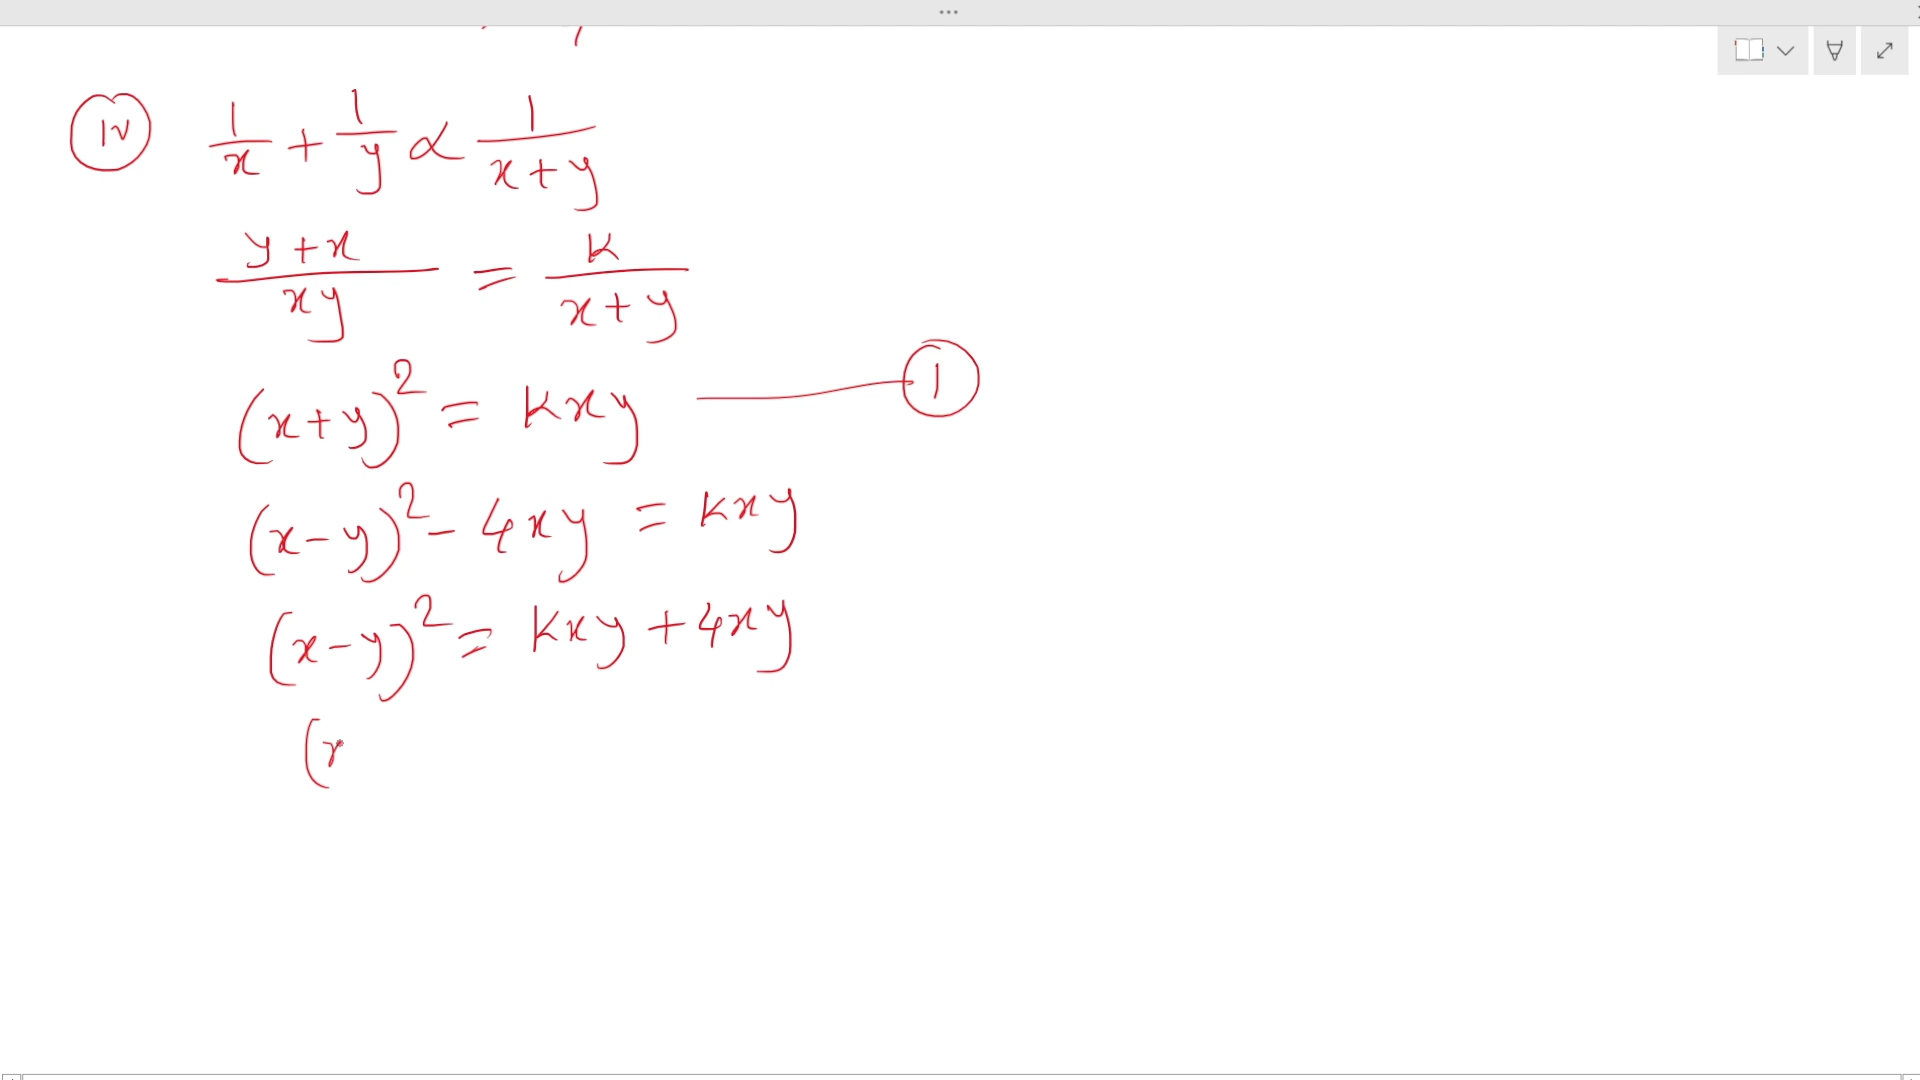 (iv) 1/x + 1/y ∝ 1/(x+y)
(y+x)/(xy) = K/(x+y)
(x+y)² = Kxy —— (1)
(x-y)² - 4xy = Kxy
(x-y)² = Kxy + 4xy
(x